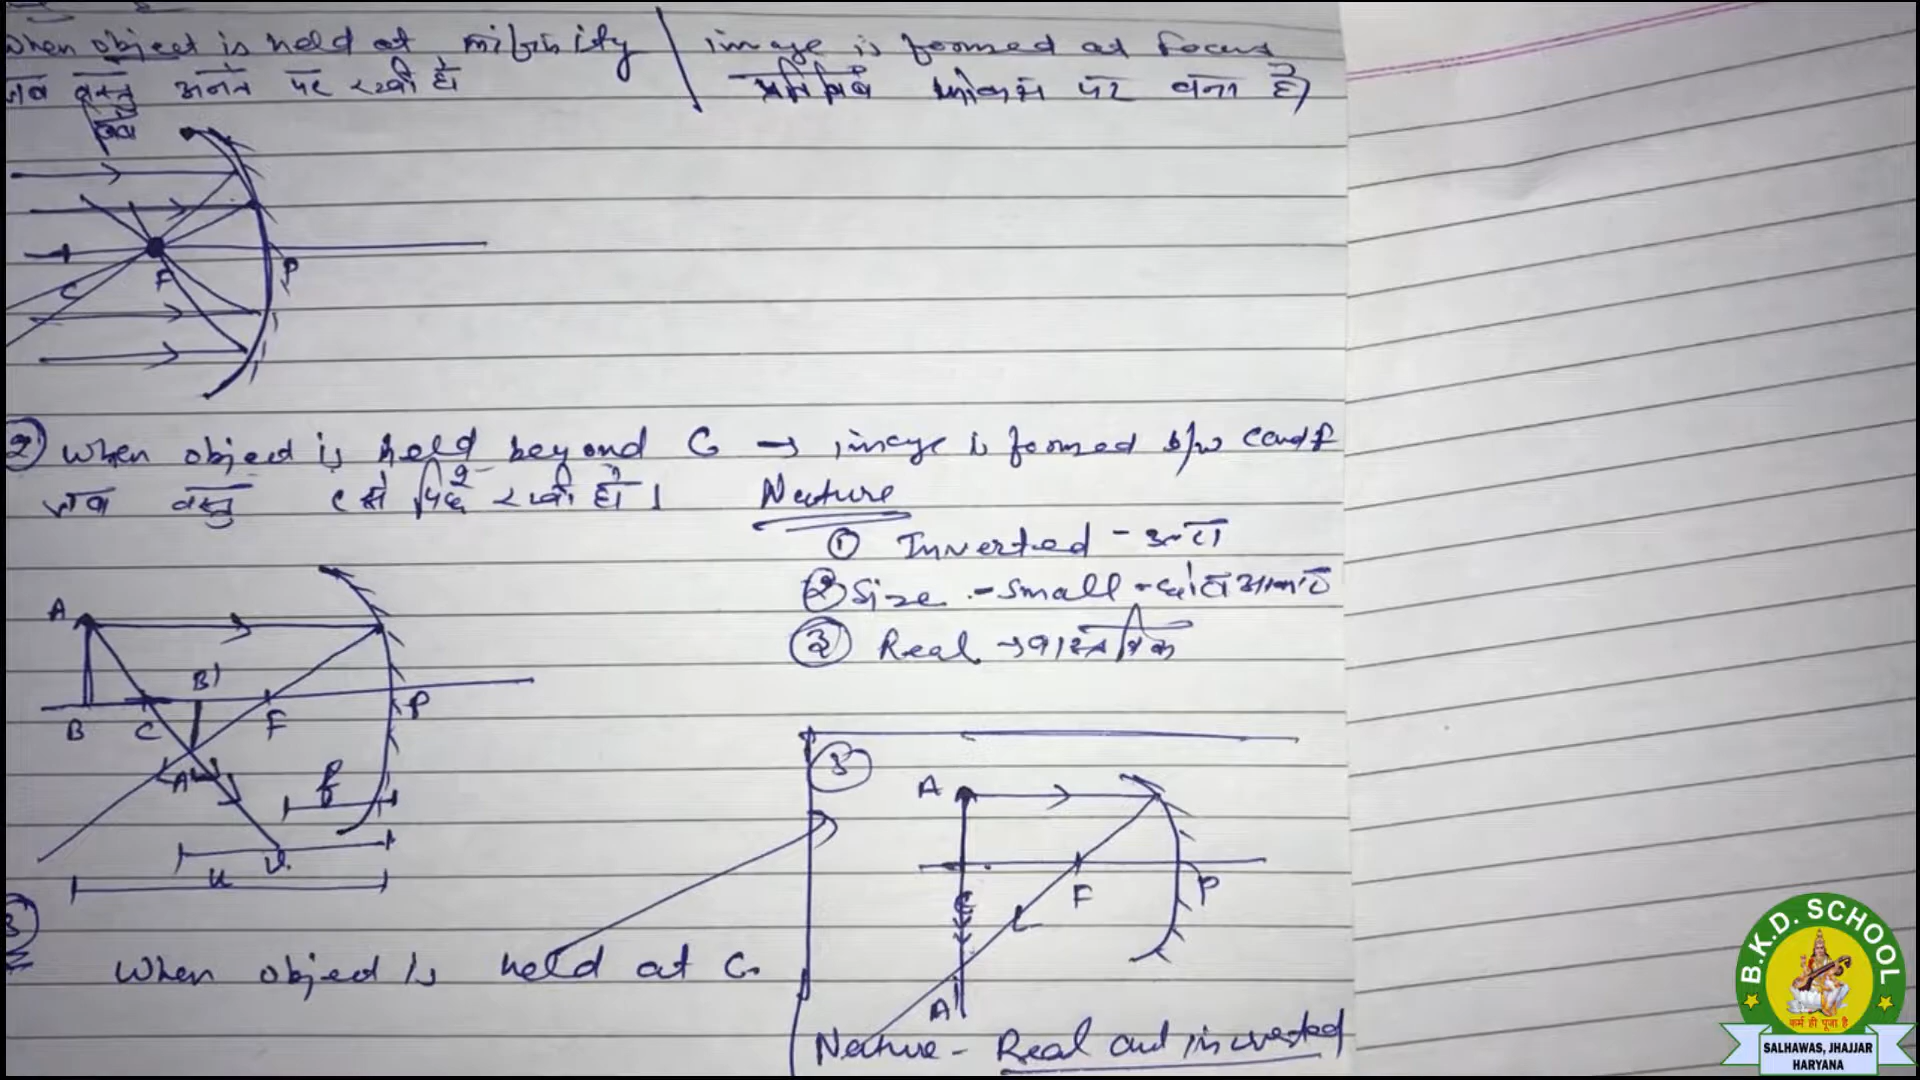 When object is held at infinity / image is formed at Focus
जब वस्तु अनंत पर रखी हो प्रतिबिंब फोकस पर बनता है
C F P
2 When object is held beyond C → image is formed b/w C and F
जब वस्तु C से रखी हो। Nature
① Inverted - उल्टा
② Size - small -
③ Real → वास्तविक
A
B C B' F P
A'
f
v
u
3 When object is held at C.
3
A
C F P
A'
Nature - Real and inverted
B.K.D. SCHOOL
कर्म ही पूजा है
SALHAWAS, JHAJJAR
HARYANA